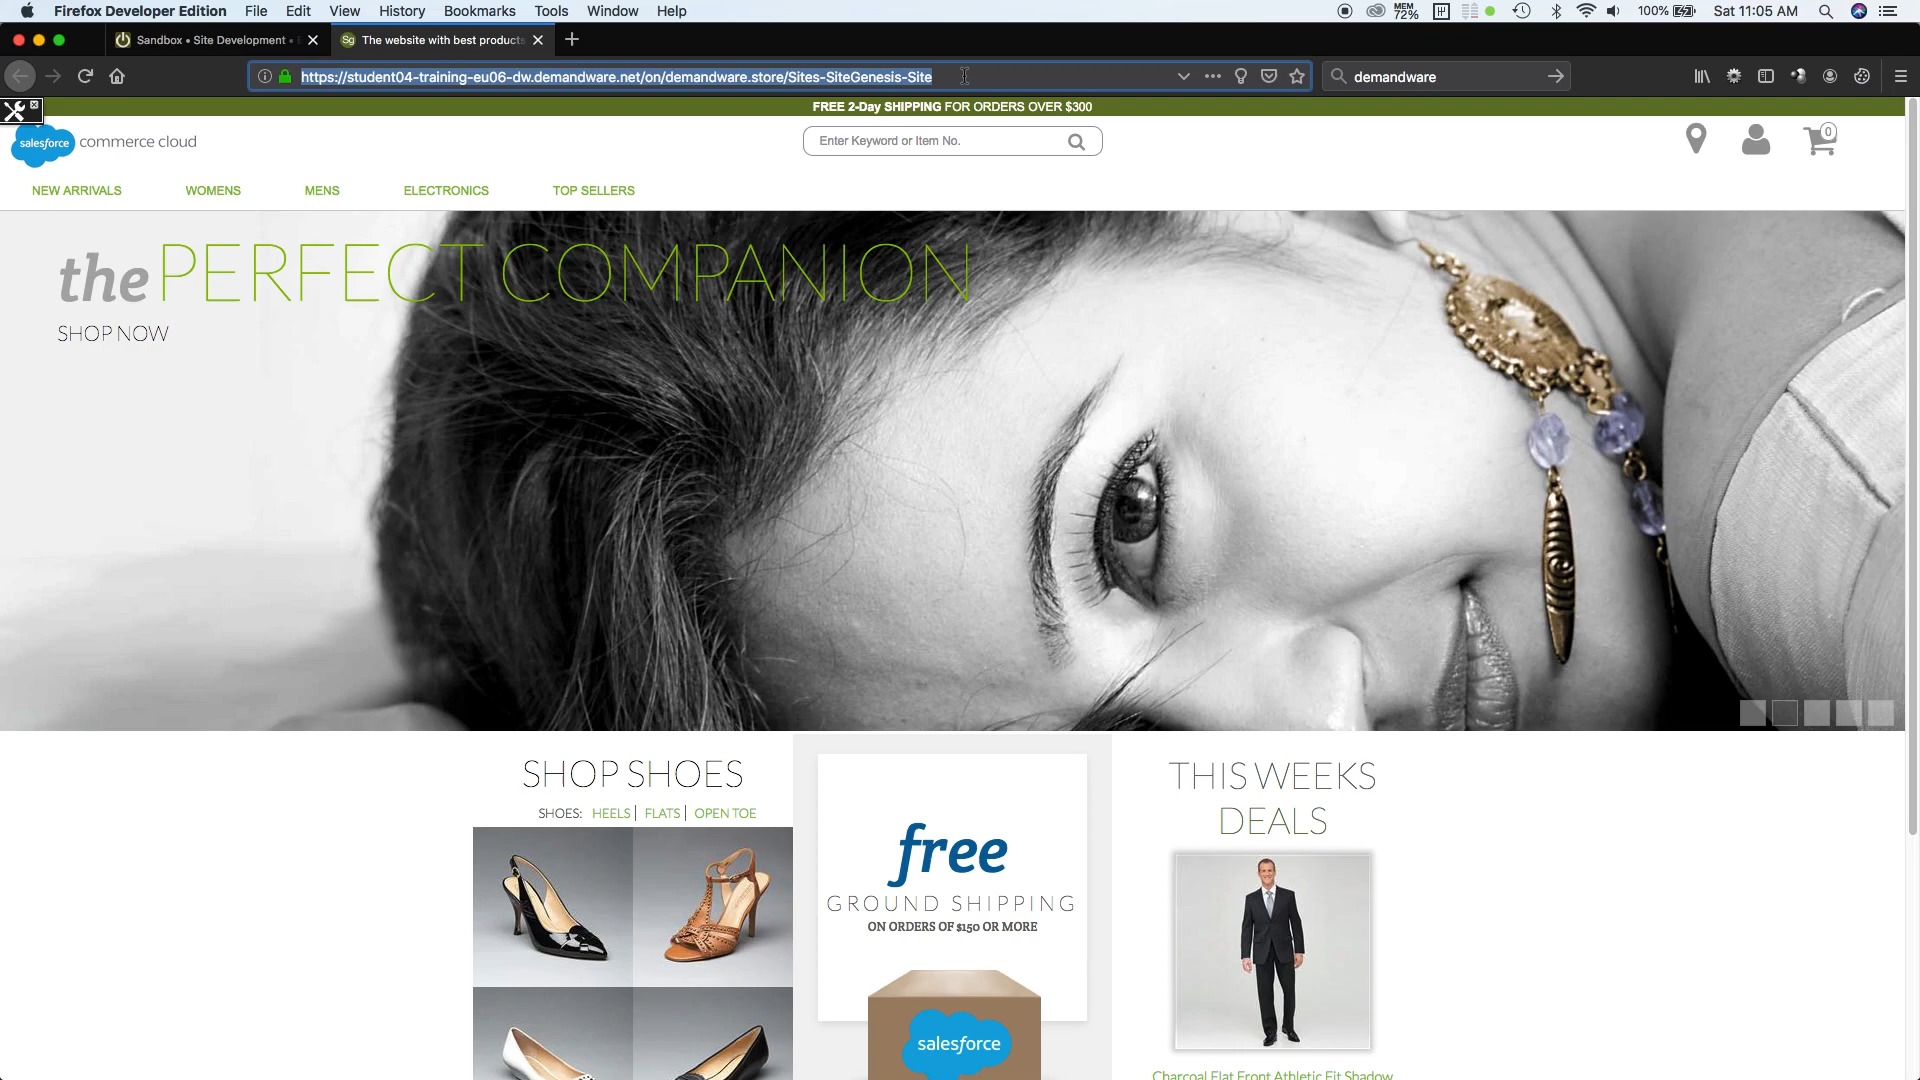 Firefox Developer Edition File Edit View History Bookmarks Tools Window Help
MEM 72% 100% Sat 11:05 AM
Sandbox • Site Development •
Sg The website with best products
https://student04-training-eu06-dw.demandware.net/on/demandware.store/Sites-SiteGenesis-Site
demandware
FREE 2-Day SHIPPING FOR ORDERS OVER $300
salesforce commerce cloud
Enter Keyword or Item No.
0
NEW ARRIVALS WOMENS MENS ELECTRONICS TOP SELLERS
the PERFECT COMPANION
SHOP NOW
SHOP SHOES
SHOES: HEELS | FLATS | OPEN TOE
free
GROUND SHIPPING
ON ORDERS OF $150 OR MORE
salesforce
THIS WEEKS
DEALS
Charcoal Flat Front Athletic Fit Shadow